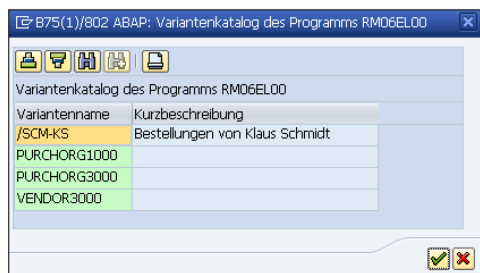 B75(1)/802 ABAP: Variantenkatalog des Programms RM06EL00
Variantenkatalog des Programms RM06EL00
Variantenname Kurzbeschreibung
/SCM-KS Bestellungen von Klaus Schmidt
PURCHORG1000
PURCHORG3000
VENDOR3000